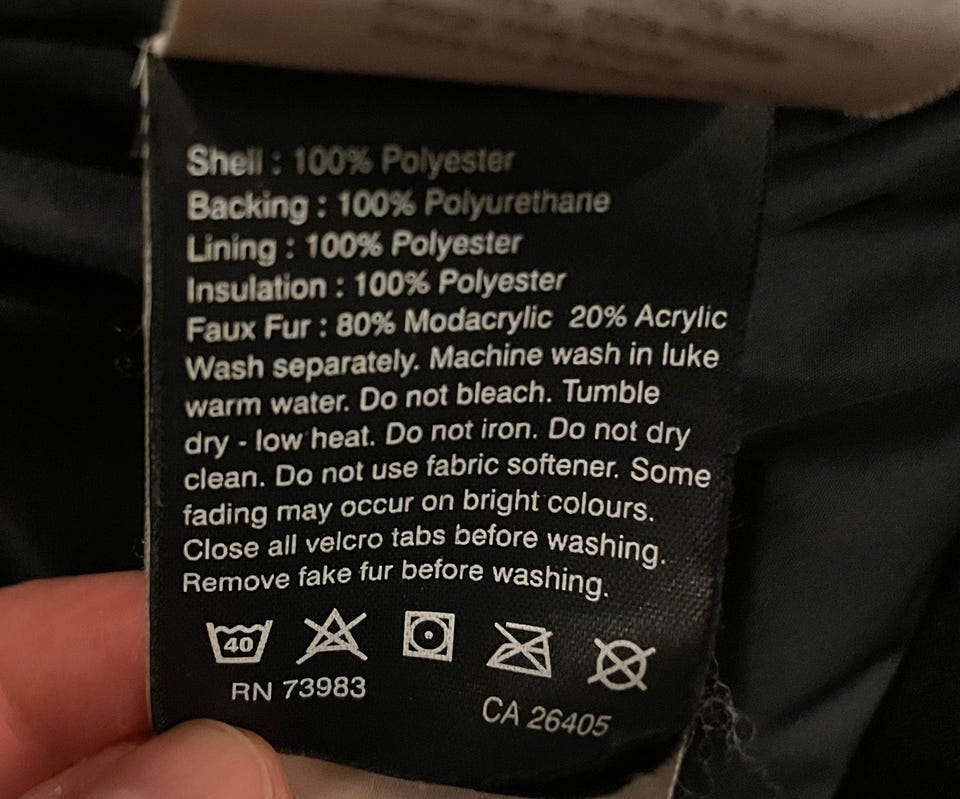 Shell : 100% Polyester
Backing : 100% Polyurethane
Lining : 100% Polyester
Insulation : 100% Polyester
Faux Fur : 80% Modacrylic 20% Acrylic
Wash separately. Machine wash in luke
warm water. Do not bleach. Tumble
dry - low heat. Do not iron. Do not dry
clean. Do not use fabric softener. Some
fading may occur on bright colours.
Close all velcro tabs before washing.
Remove fake fur before washing.
40
RN 73983
CA 26405